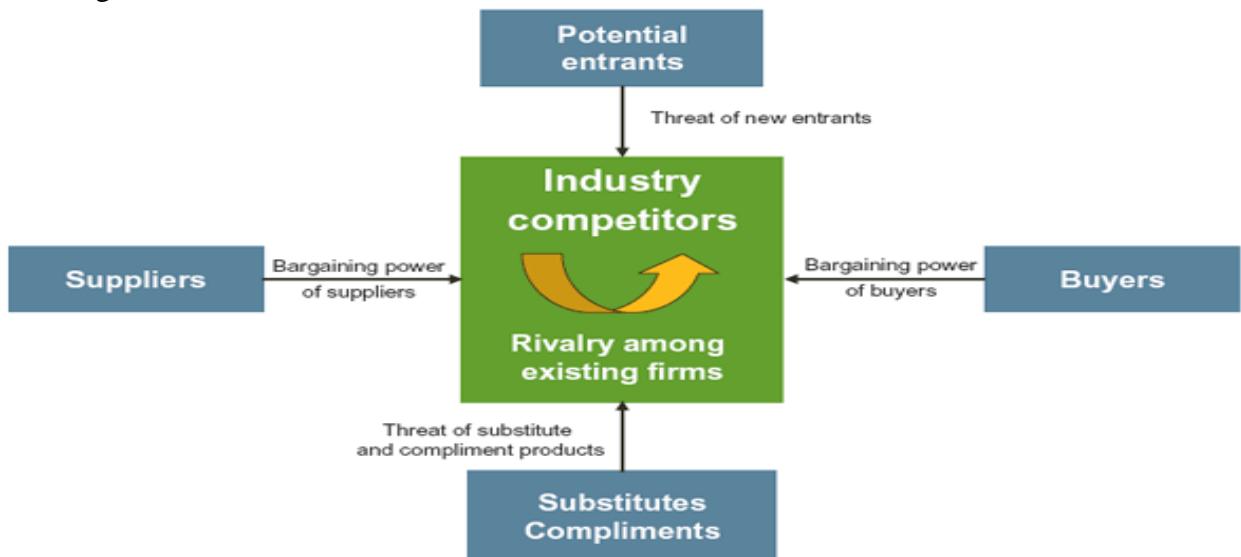 Potential
entrants
Threat of new entrants
Industry
competitors
Suppliers
Bargaining power
of suppliers
Bargaining power
of buyers
Buyers
Rivalry among
existing firms
Threat of substitute
and compliment products
Substitutes
Compliments